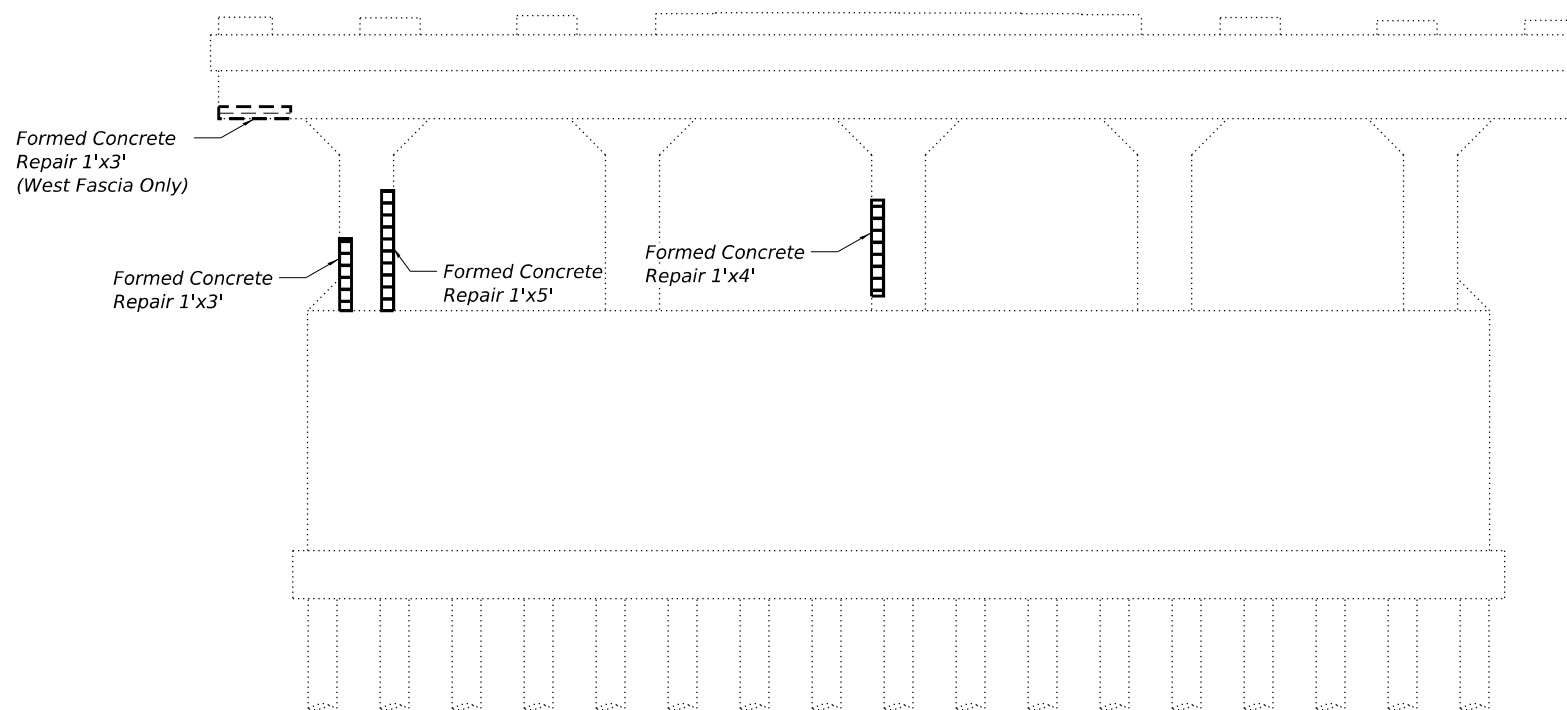 Formed Concrete
Repair 1'x3'
(West Fascia Only)
Formed Concrete
Repair 1'x3'
Formed Concrete
Repair 1'x5'
Formed Concrete
Repair 1'x4'